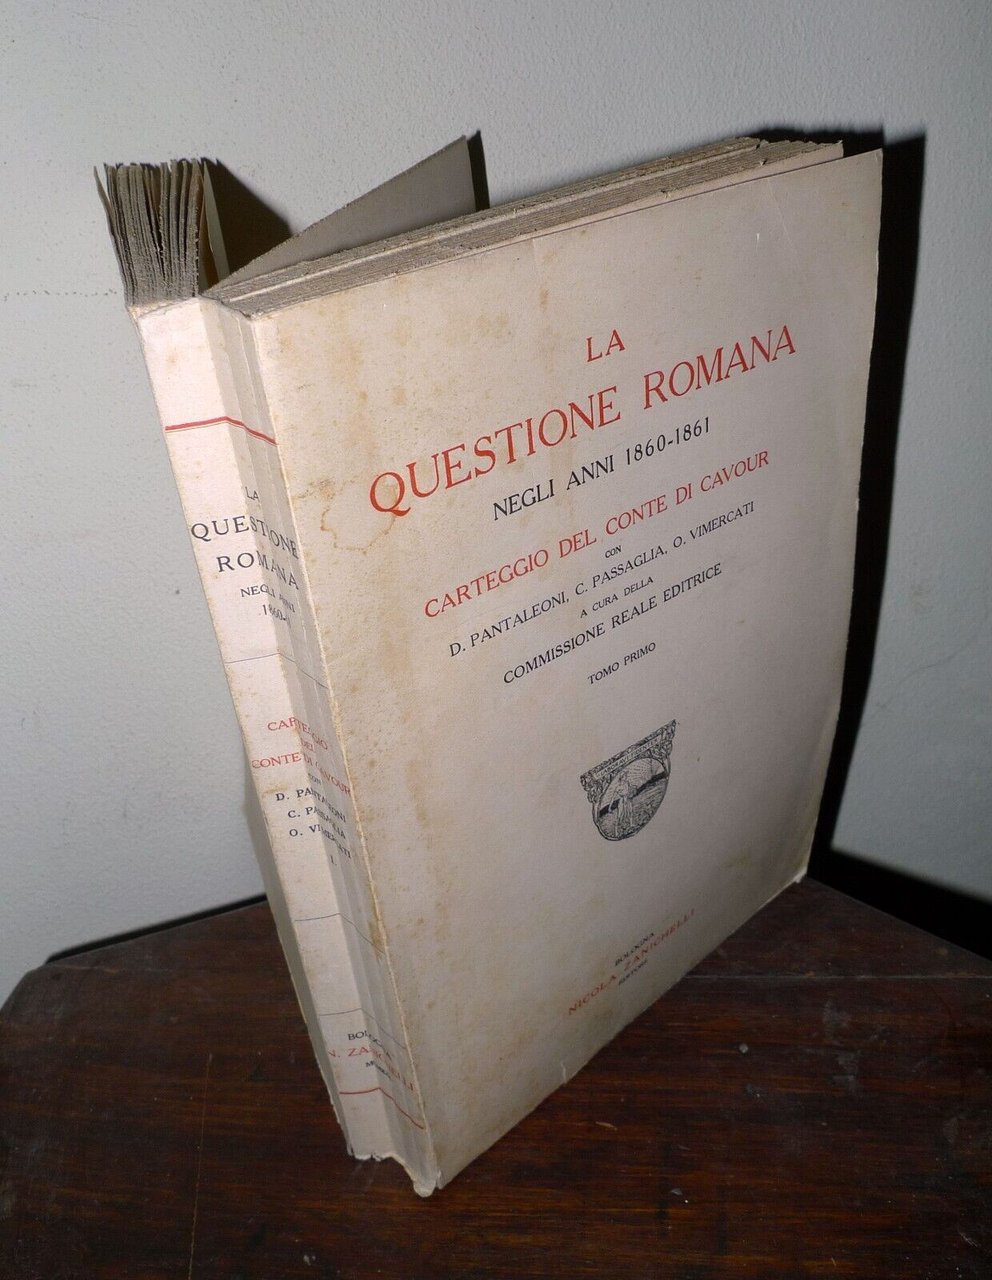 LA
QUESTIONE ROMANA
NEGLI ANNI 1860-1861
CARTEGGIO DEL CONTE DI CAVOUR
CON
D. PANTALEONI, C. PASSAGLIA, O. VIMERCATI
A CURA DELLA
COMMISSIONE REALE EDITRICE
TOMO PRIMO
BOLOGNA
NICOLA ZANICHELLI
EDITORE
LA
QUESTIONE
ROMANA
NEGLI ANNI
CARTEGGIO
DEL
CONTE DI CAVOUR
CON
D. PANTALEONI
C. PASSAGLIA
O. VIMERCATI
I.
BOLOGNA
N. ZANICHELLI